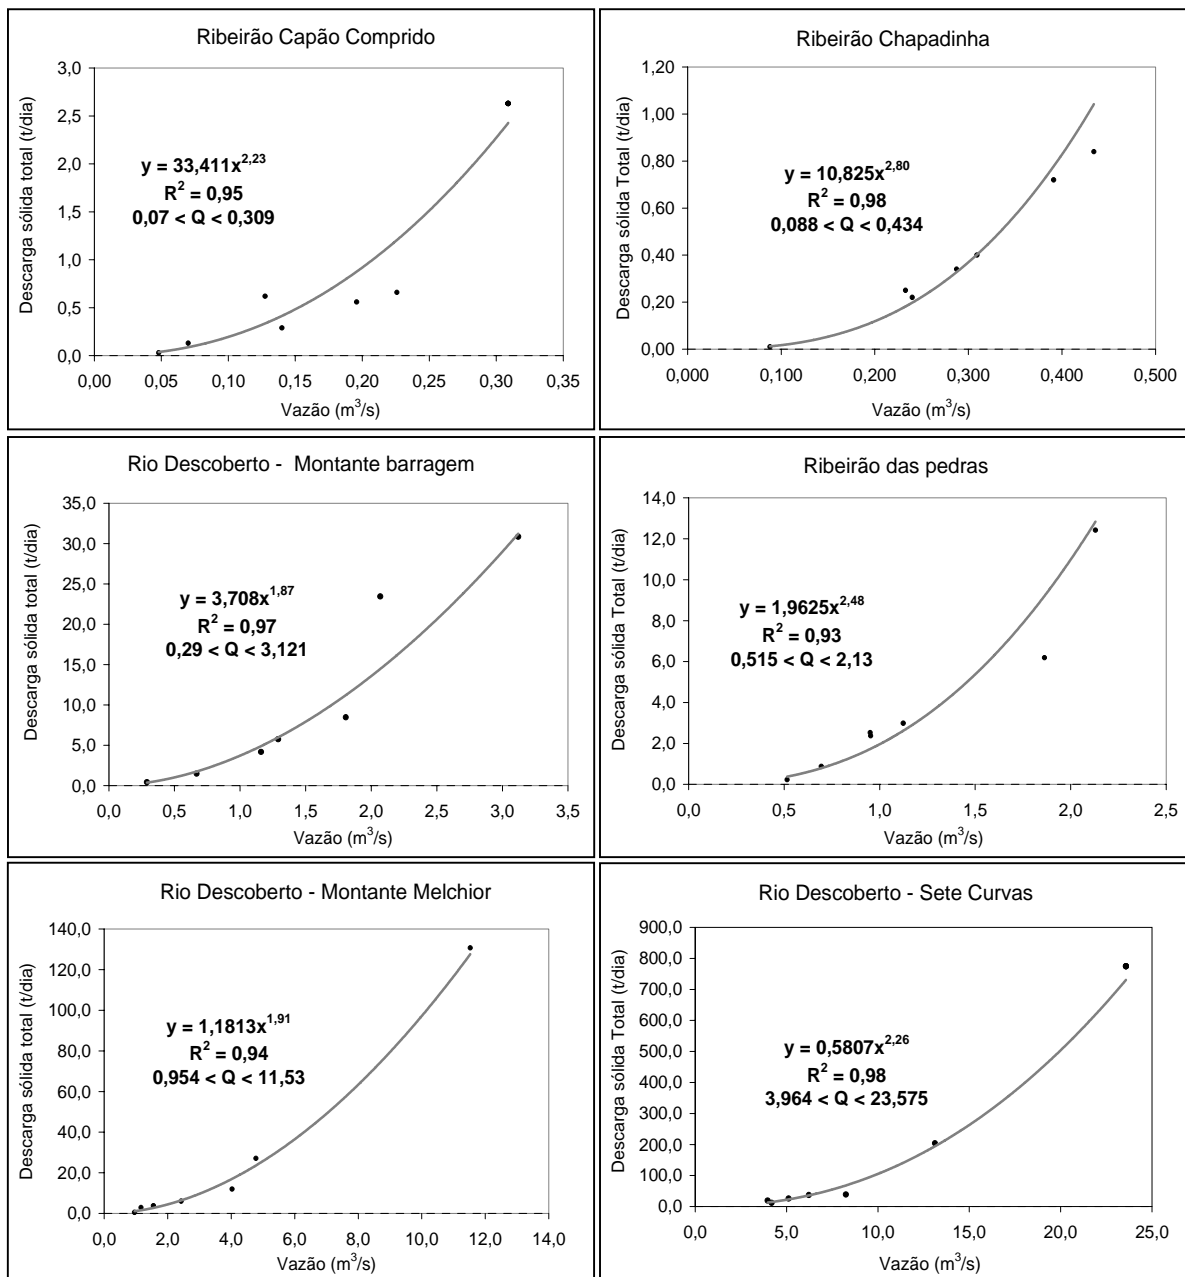 Ribeirão Capão Comprido
Descarga sólida total (t/dia)
3,0
2,5
2,0
1,5
1,0
0,5
0,0
y = 33,411x^2,23
R^2 = 0,95
0,07 < Q < 0,309
0,00 0,05 0,10 0,15 0,20 0,25 0,30 0,35
Vazão (m^3/s)
Ribeirão Chapadinha
Descarga sólida Total (t/dia)
1,20
1,00
0,80
0,60
0,40
0,20
0,00
y = 10,825x^2,80
R^2 = 0,98
0,088 < Q < 0,434
0,000 0,100 0,200 0,300 0,400 0,500
Vazão (m^3/s)
Rio Descoberto - Montante barragem
Descarga sólida total (t/dia)
35,0
30,0
25,0
20,0
15,0
10,0
5,0
0,0
y = 3,708x^1,87
R^2 = 0,97
0,29 < Q < 3,121
0,0 0,5 1,0 1,5 2,0 2,5 3,0 3,5
Vazão (m^3/s)
Ribeirão das pedras
Descarga sólida Total (t/dia)
14,0
12,0
10,0
8,0
6,0
4,0
2,0
0,0
y = 1,9625x^2,48
R^2 = 0,93
0,515 < Q < 2,13
0,0 0,5 1,0 1,5 2,0 2,5
Vazão (m^3/s)
Rio Descoberto - Montante Melchior
Descarga sólida total (t/dia)
140,0
120,0
100,0
80,0
60,0
40,0
20,0
0,0
y = 1,1813x^1,91
R^2 = 0,94
0,954 < Q < 11,53
0,0 2,0 4,0 6,0 8,0 10,0 12,0 14,0
Vazão (m^3/s)
Rio Descoberto - Sete Curvas
Descarga sólida Total (t/dia)
900,0
800,0
700,0
600,0
500,0
400,0
300,0
200,0
100,0
0,0
y = 0,5807x^2,26
R^2 = 0,98
3,964 < Q < 23,575
0,0 5,0 10,0 15,0 20,0 25,0
Vazão (m^3/s)